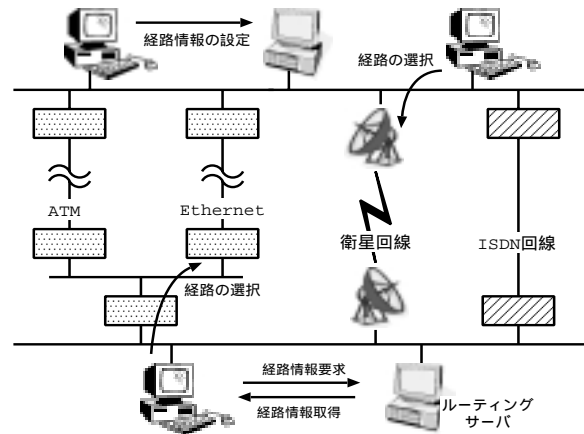 経路情報の設定
経路の選択
ATM
Ethernet
衛星回線
ISDN回線
経路の選択
経路情報要求
経路情報取得
ルーティング
サーバ